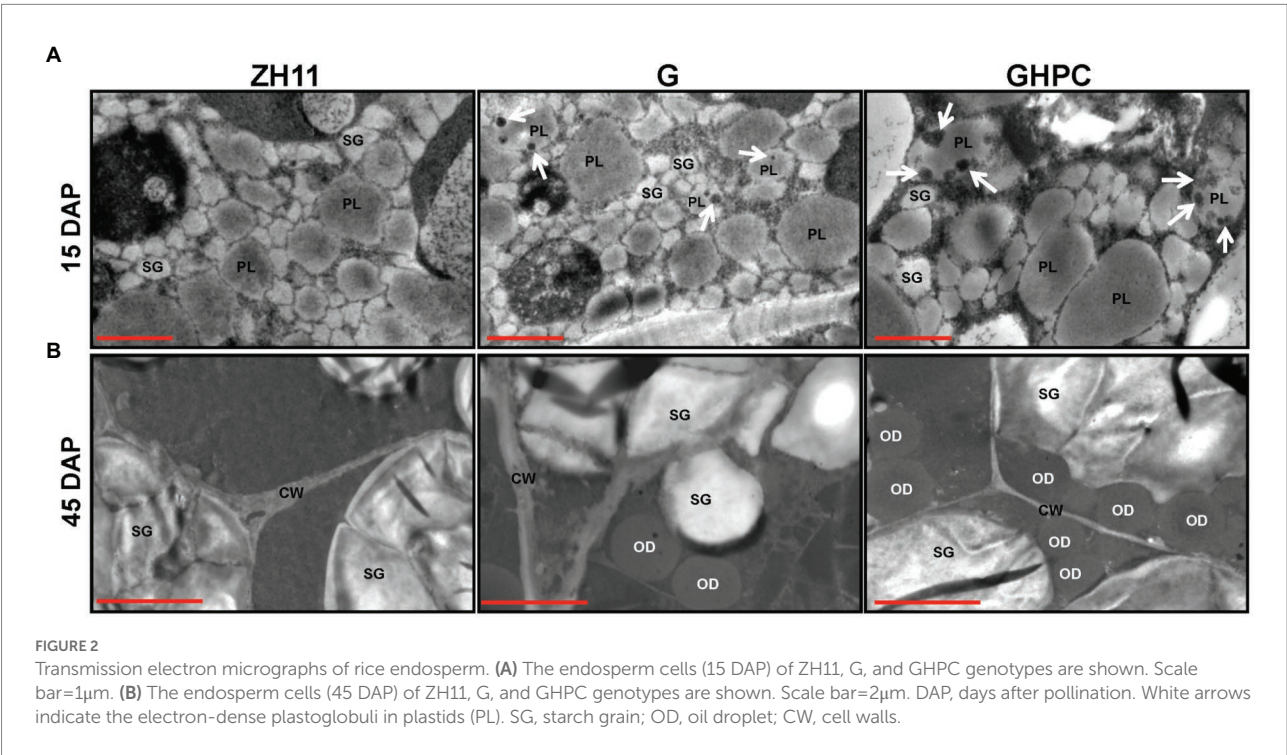 A
ZH11
G
GHPC
15 DAP
SG
PL
PL
SG
PL
PL
SG
PL
SG
PL
PL
PL
PL
SG
PL
SG
PL
PL
B
45 DAP
CW
SG
SG
SG
CW
SG
OD
OD
SG
OD
OD
OD
CW
OD
OD
OD
SG
OD
FIGURE 2
Transmission electron micrographs of rice endosperm. (A) The endosperm cells (15 DAP) of ZH11, G, and GHPC genotypes are shown. Scale
bar=1μm. (B) The endosperm cells (45 DAP) of ZH11, G, and GHPC genotypes are shown. Scale bar=2μm. DAP, days after pollination. White arrows
indicate the electron-dense plastoglobuli in plastids (PL). SG, starch grain; OD, oil droplet; CW, cell walls.